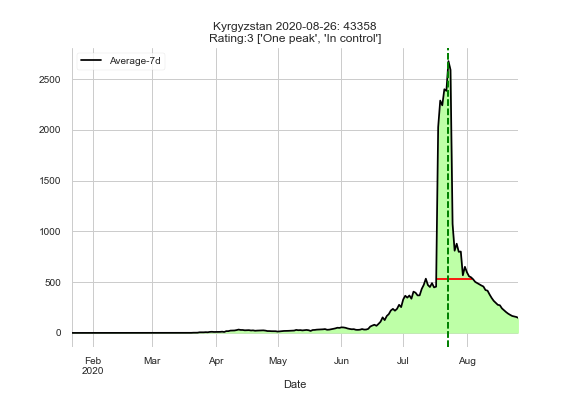 Kyrgyzstan 2020-08-26: 43358
Rating:3 ['One peak', 'In control']
Average-7d
2500
2000
1500
1000
500
0
Feb Mar Apr May Jun Jul Aug
2020
Date